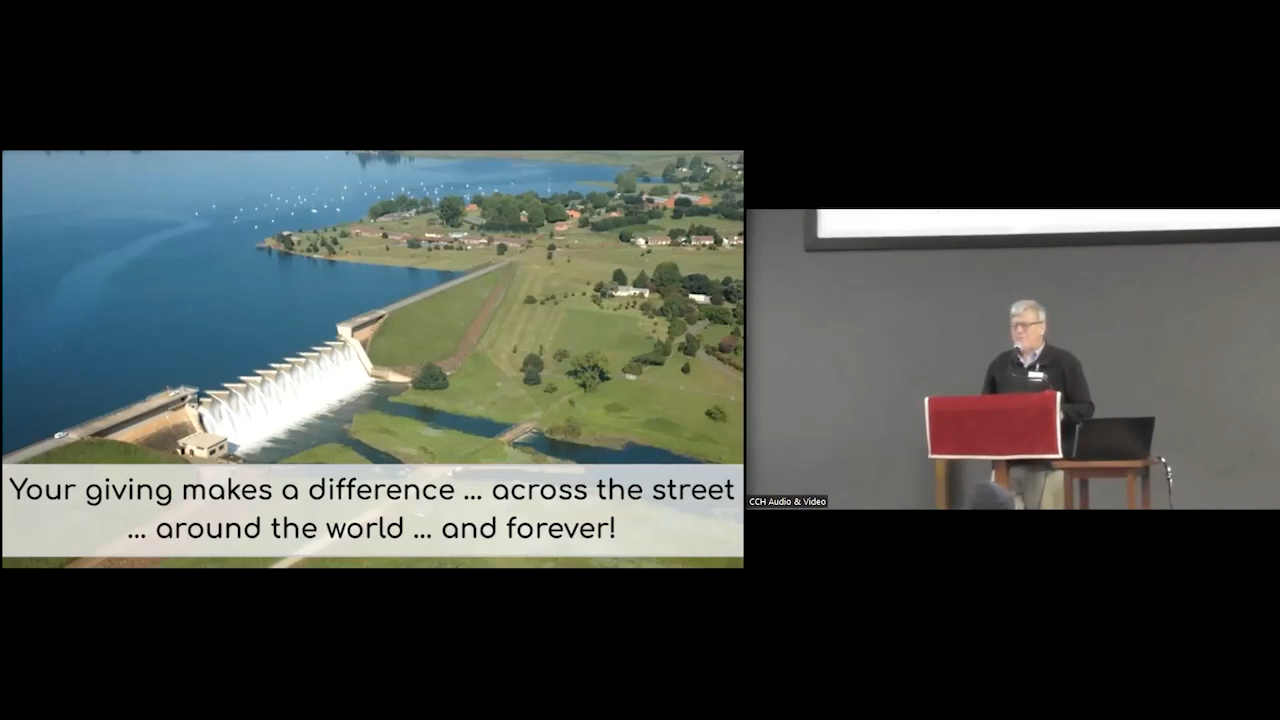 Your giving makes a difference ... across the street
... around the world ... and forever!
CCH Audio & Video